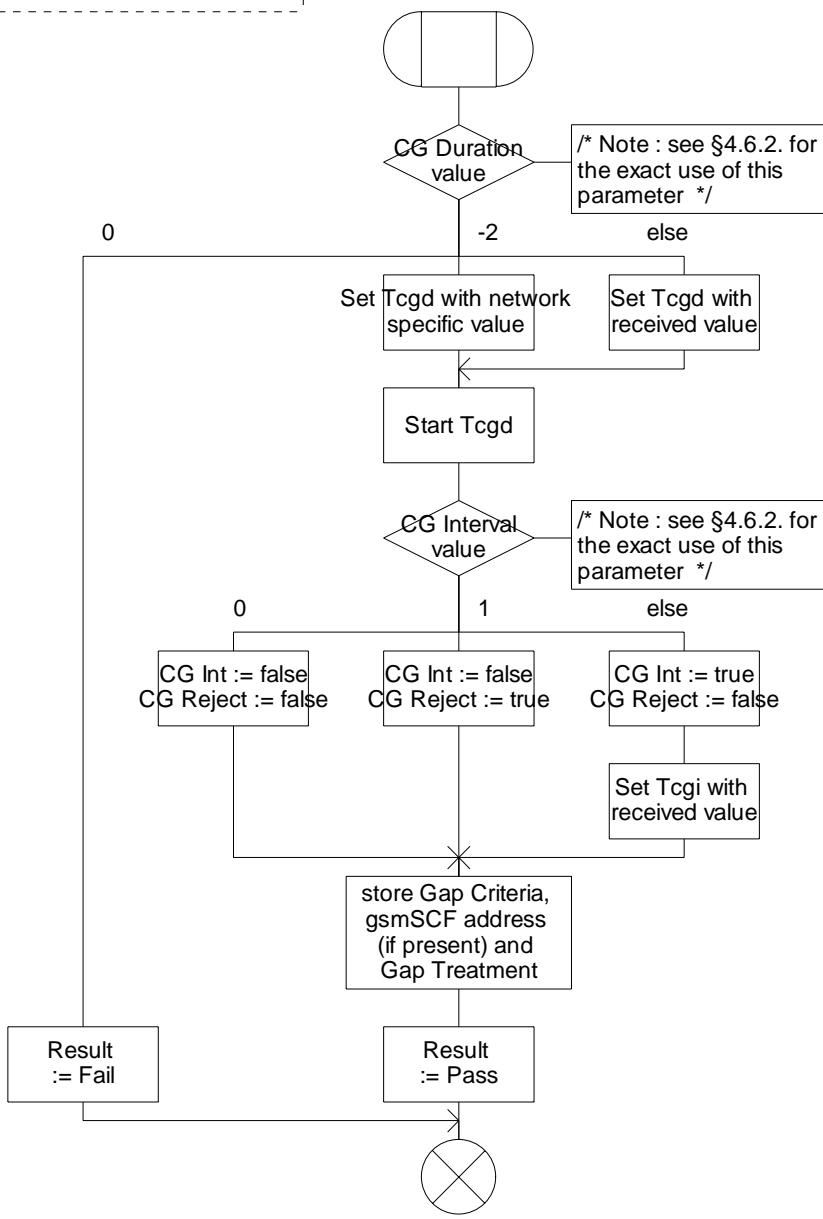 CG Duration
value
/* Note : see §4.6.2. for
the exact use of this
parameter */
0
-2
else
Set Tcgd with network
specific value
Set Tcgd with
received value
Start Tcgd
CG Interval
value
/* Note : see §4.6.2. for
the exact use of this
parameter */
0
1
else
CG Int := false
CG Reject := false
CG Int := false
CG Reject := true
CG Int := true
CG Reject := false
Set Tcgi with
received value
store Gap Criteria,
gsmSCF address
(if present) and
Gap Treatment
Result
:= Fail
Result
:= Pass